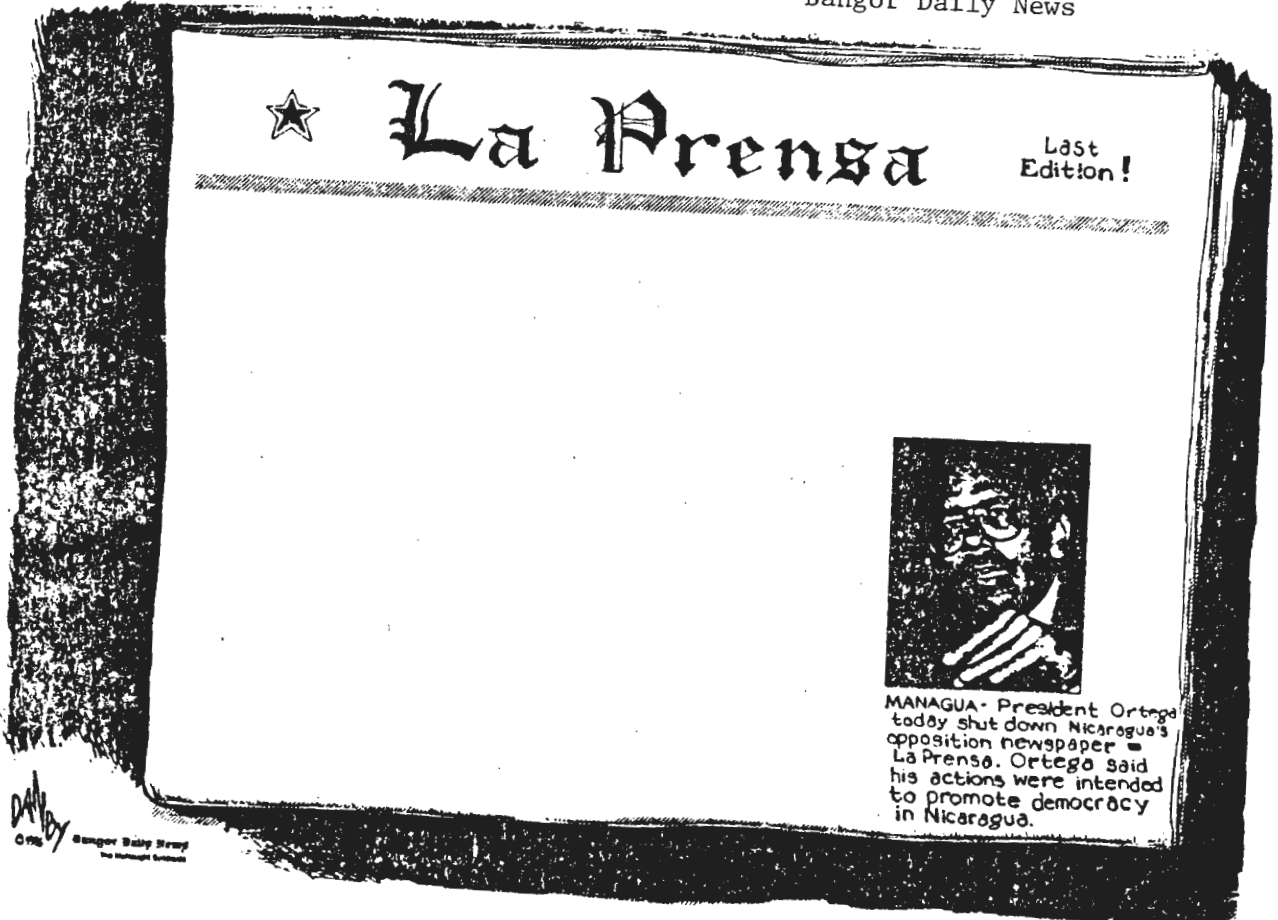 Bangor Daily News
La Prensa
Last
Edition!
MANAGUA- President Ortega
today shut down Nicaragua's
opposition newspaper -
La Prensa. Ortega said
his actions were intended
to promote democracy
in Nicaragua.
DANBY
Bangor Daily News